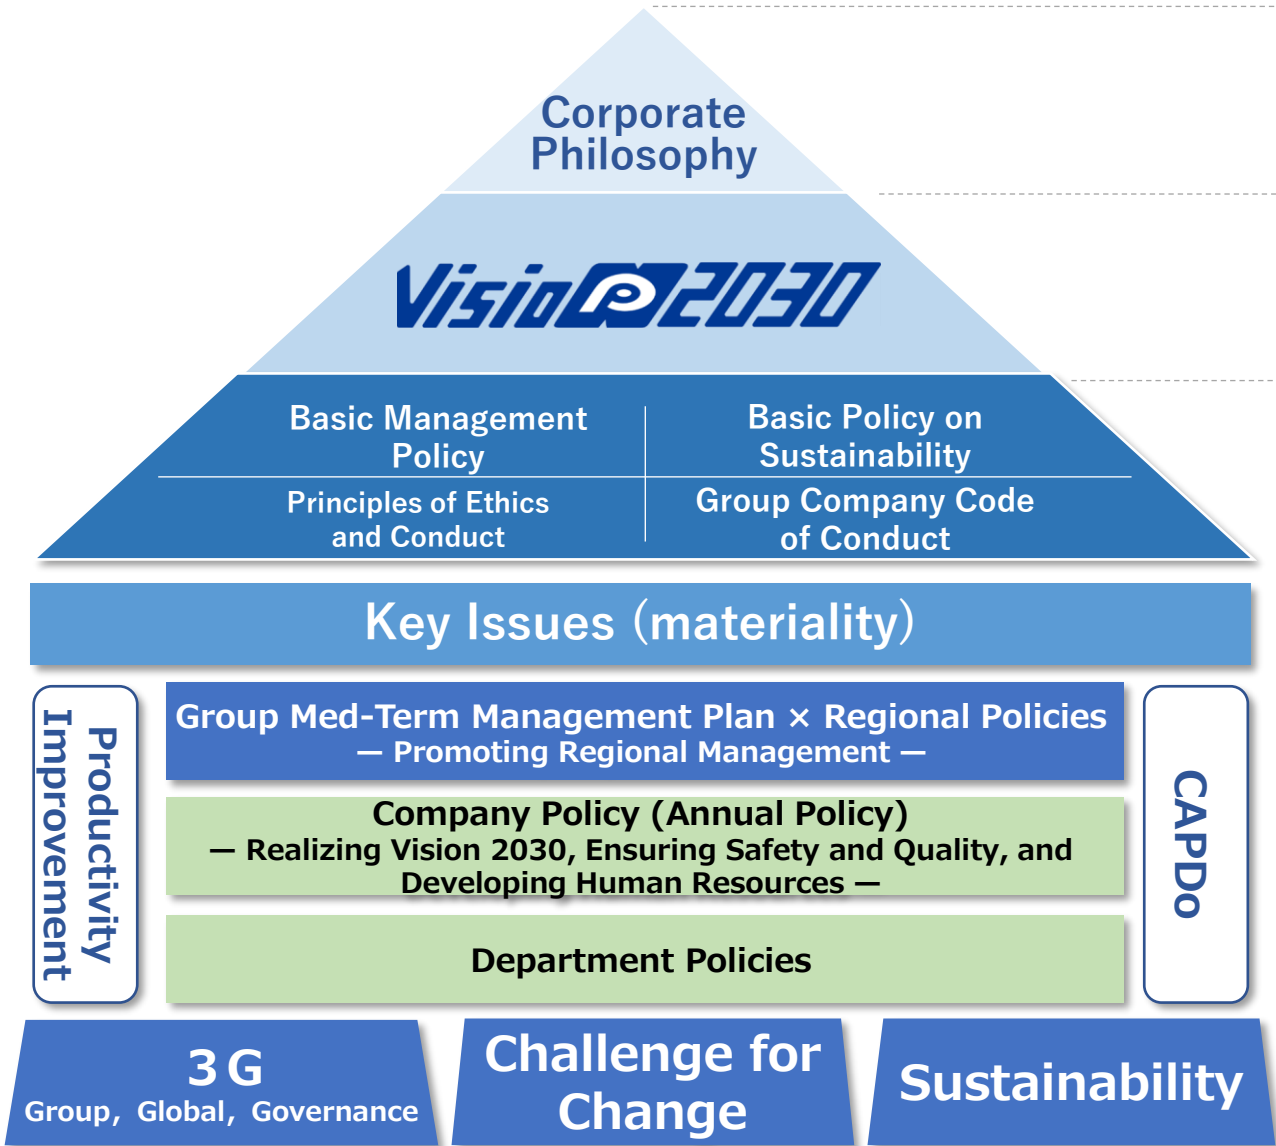 Corporate
Philosophy
Vision 2030
Basic Management
Policy
Basic Policy on
Sustainability
Principles of Ethics
and Conduct
Group Company Code
of Conduct
Key Issues (materiality)
Productivity
Improvement
Group Med-Term Management Plan × Regional Policies
— Promoting Regional Management —
Company Policy (Annual Policy)
— Realizing Vision 2030, Ensuring Safety and Quality, and
Developing Human Resources —
Department Policies
CAPDo
3G
Group, Global, Governance
Challenge for
Change
Sustainability